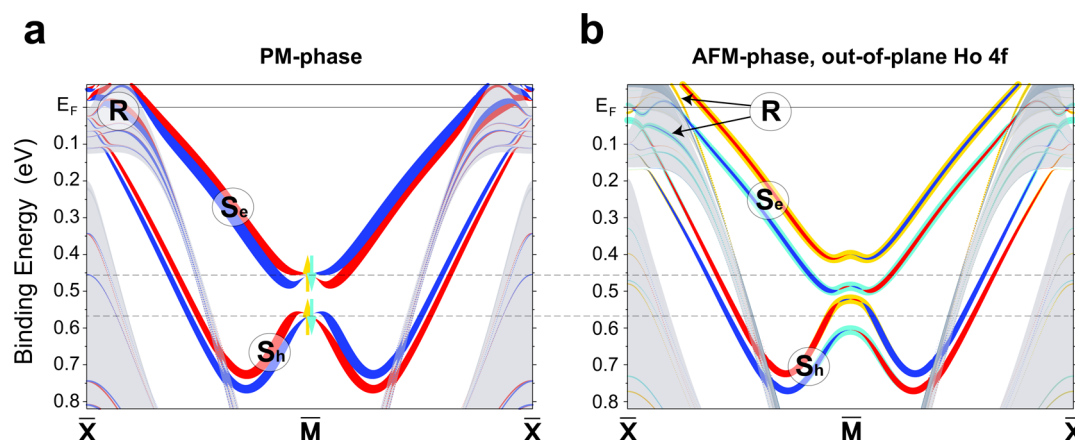 a
PM-phase
b
AFM-phase, out-of-plane Ho 4f
Binding Energy (eV)
E_F
0.1
0.2
0.3
0.4
0.5
0.6
0.7
0.8
R
Se
Sh
X̅
M̅
X̅
E_F
0.1
0.2
0.3
0.4
0.5
0.6
0.7
0.8
R
Se
Sh
X̅
M̅
X̅